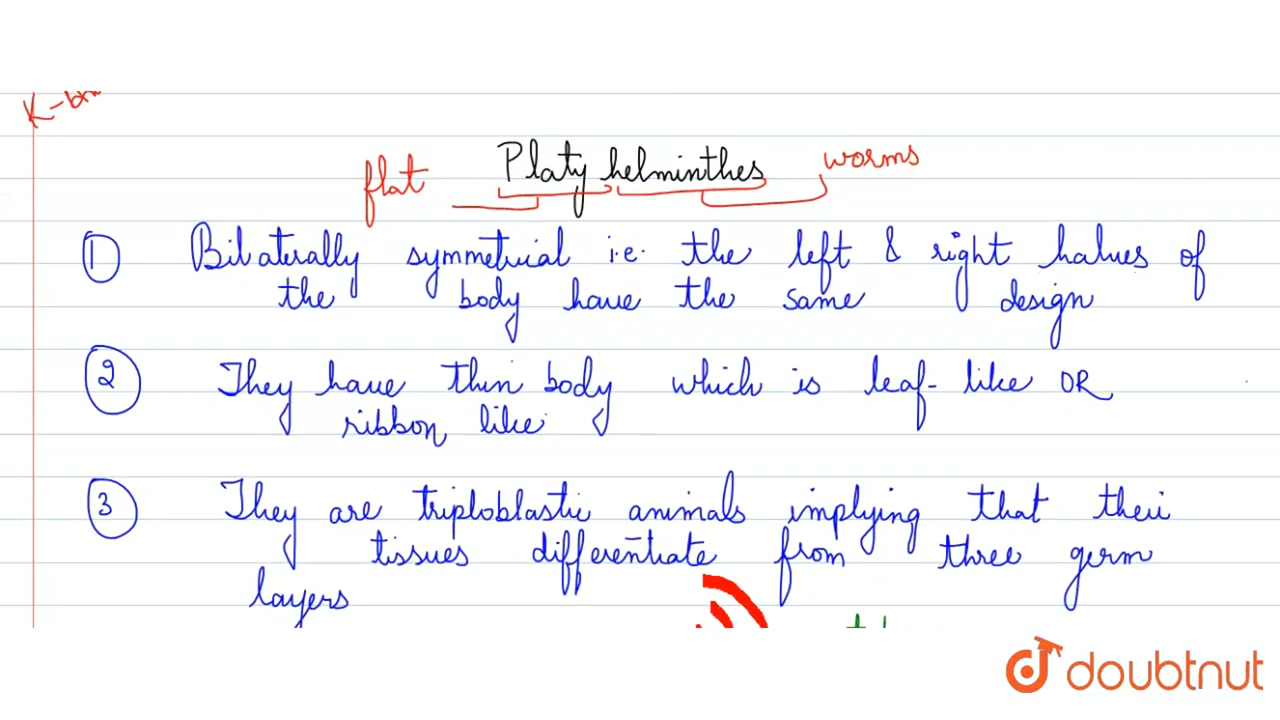 flat Platyhelminthes worms
① Bilaterally symmetrical i.e. the left & right halves of
the body have the same design
② They have thin body which is leaf-like OR
ribbon like
③ They are triploblastic animals implying that their
tissues differentiate from three germ
layers
doubtnut